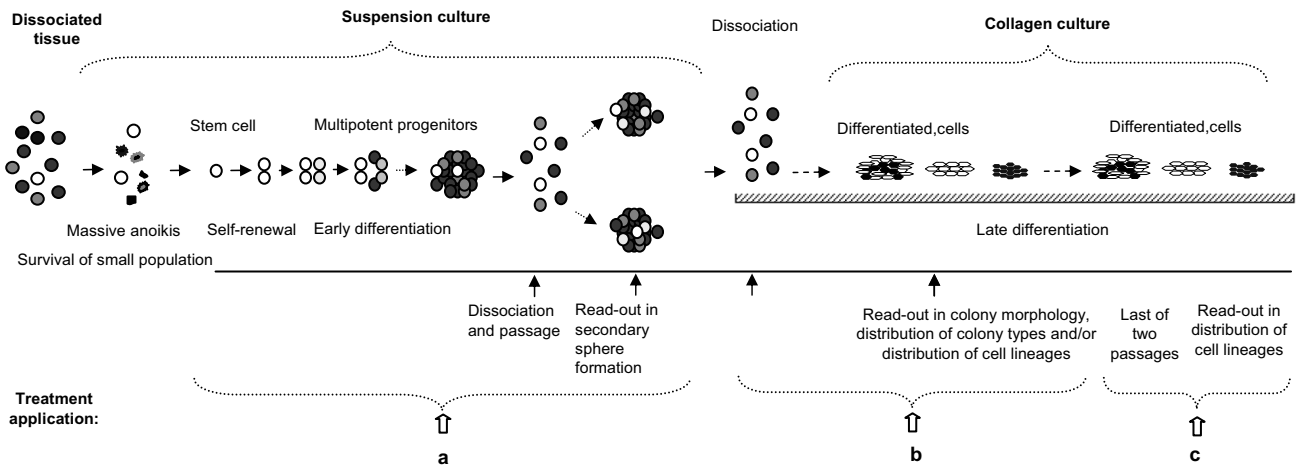 Dissociated
tissue
Suspension culture
Dissociation
Collagen culture
Stem cell
Multipotent progenitors
Differentiated,cells
Differentiated,cells
Massive anoikis
Self-renewal
Early differentiation
Late differentiation
Survival of small population
Dissociation
and passage
Read-out in
secondary
sphere
formation
Read-out in colony morphology,
distribution of colony types and/or
distribution of cell lineages
Last of
two
passages
Read-out in
distribution of
cell lineages
Treatment
application:
a
b
c